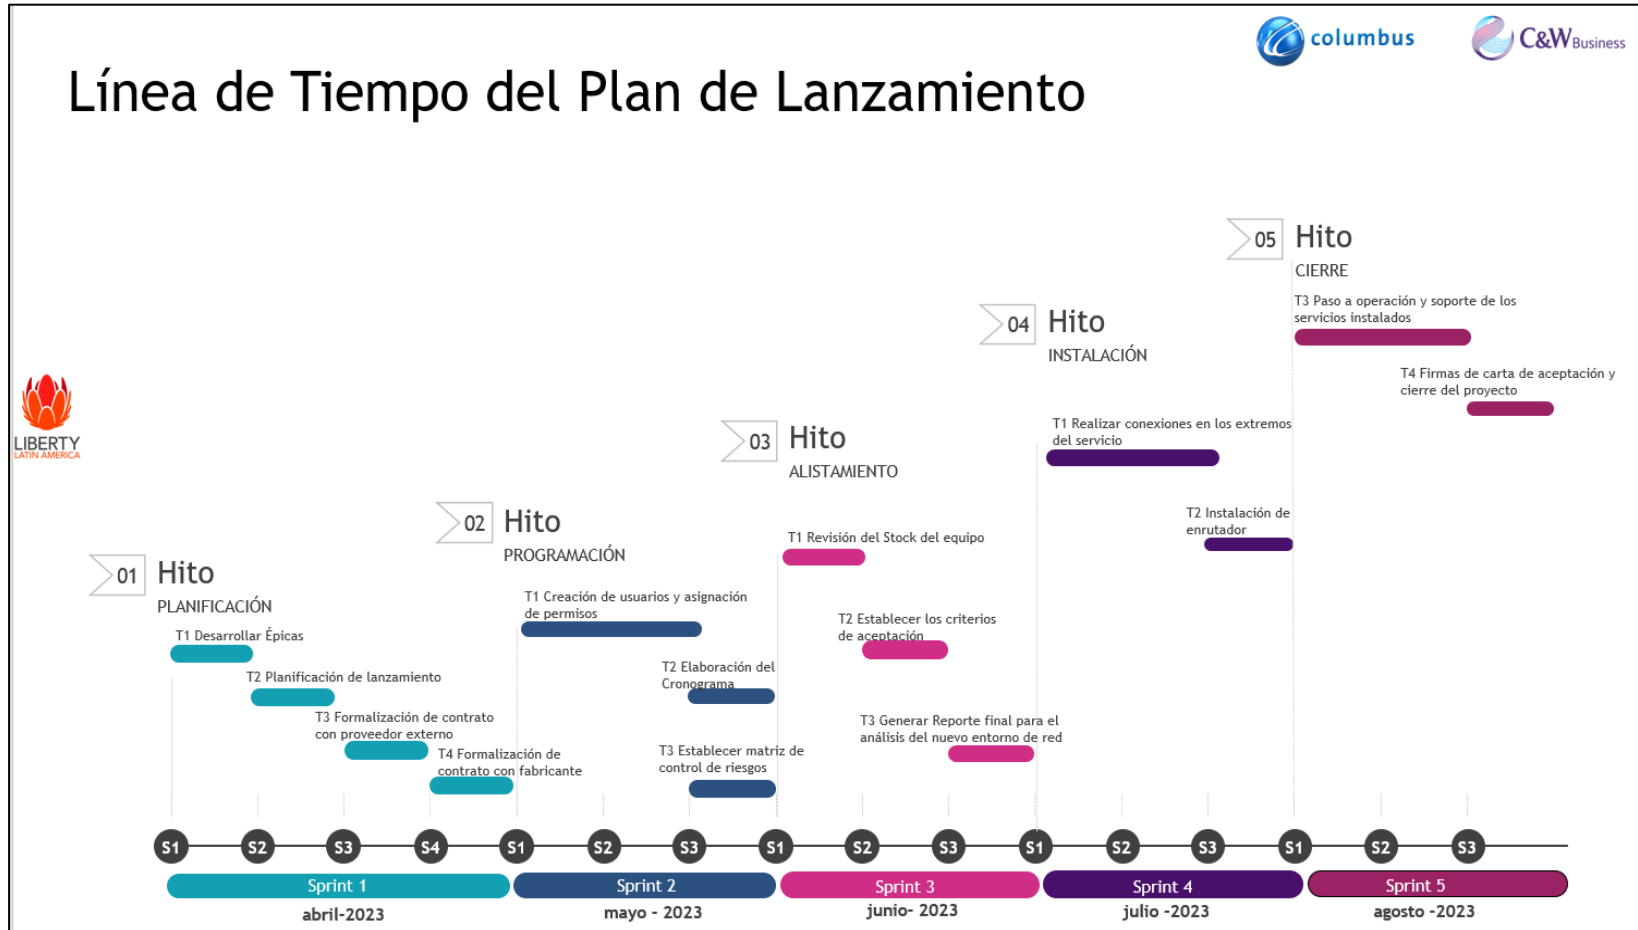 columbus
C&W Business
Línea de Tiempo del Plan de Lanzamiento
LIBERTY
LATIN AMERICA
01
Hito
PLANIFICACIÓN
T1 Desarrollar Épicas
T2 Planificación de lanzamiento
T3 Formalización de contrato
con proveedor externo
T4 Formalización de
contrato con fabricante
02
Hito
PROGRAMACIÓN
T1 Creación de usuarios y asignación
de permisos
T2 Elaboración del
Cronograma
T3 Establecer matriz de
control de riesgos
03
Hito
ALISTAMIENTO
T1 Revisión del Stock del equipo
T2 Establecer los criterios
de aceptación
T3 Generar Reporte final para el
análisis del nuevo entorno de red
04
Hito
INSTALACIÓN
T1 Realizar conexiones en los extremos
del servicio
T2 Instalación de
enrutador
05
Hito
CIERRE
T3 Paso a operación y soporte de los
servicios instalados
T4 Firmas de carta de aceptación y
cierre del proyecto
S1 S2 S3 S4 S1 S2 S3 S1 S2 S3 S1 S2 S3 S1 S2 S3
Sprint 1 Sprint 2 Sprint 3 Sprint 4 Sprint 5
abril-2023 mayo - 2023 junio- 2023 julio -2023 agosto -2023